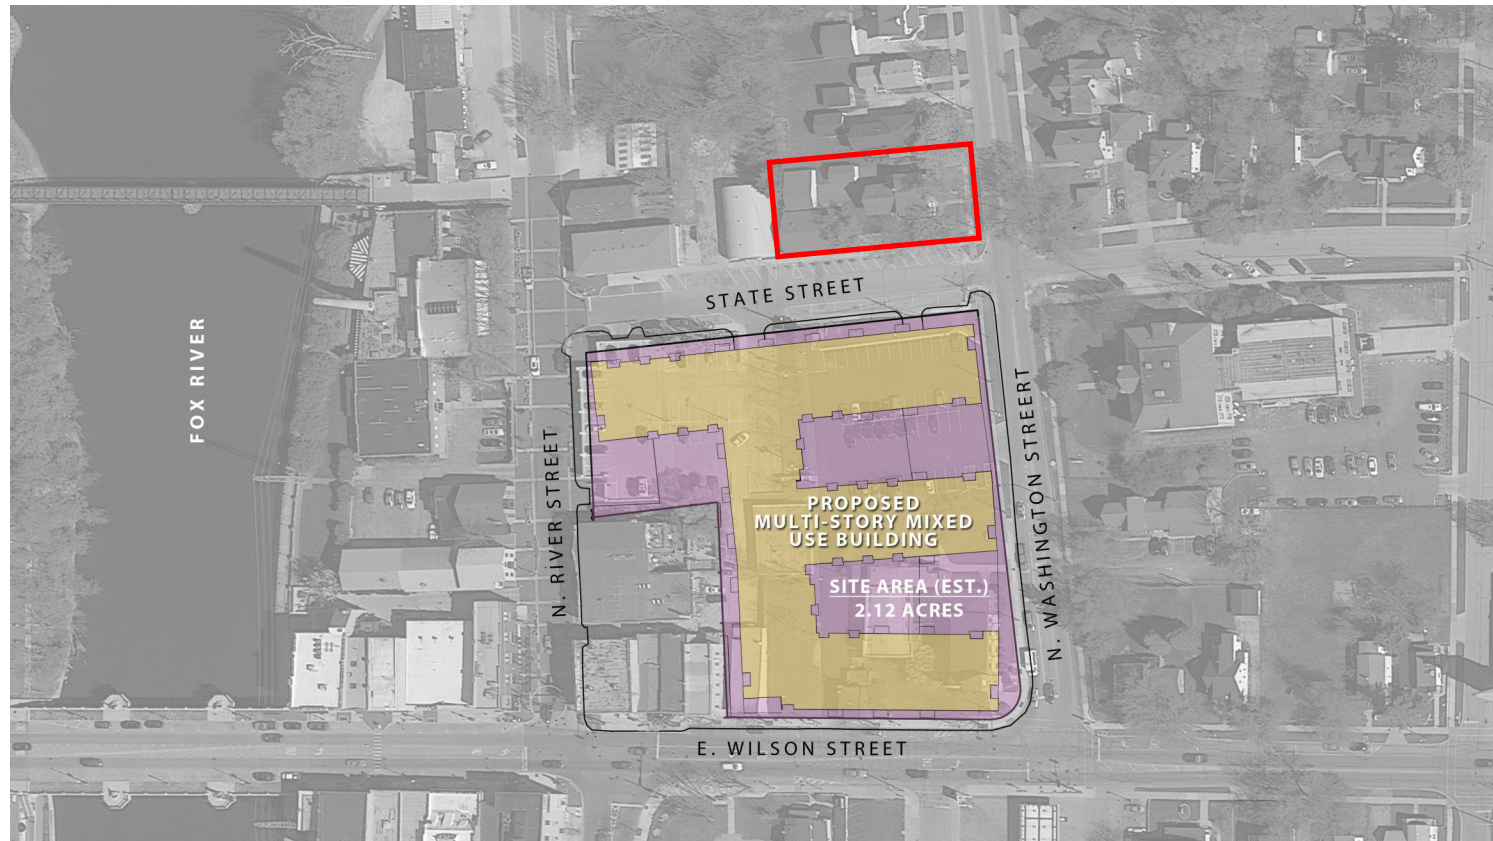 STATE STREET
FOX RIVER
N. RIVER STREET
N. WASHINGTON STREERT
PROPOSED
MULTI-STORY MIXED
USE BUILDING
SITE AREA (EST.)
2.12 ACRES
E. WILSON STREET